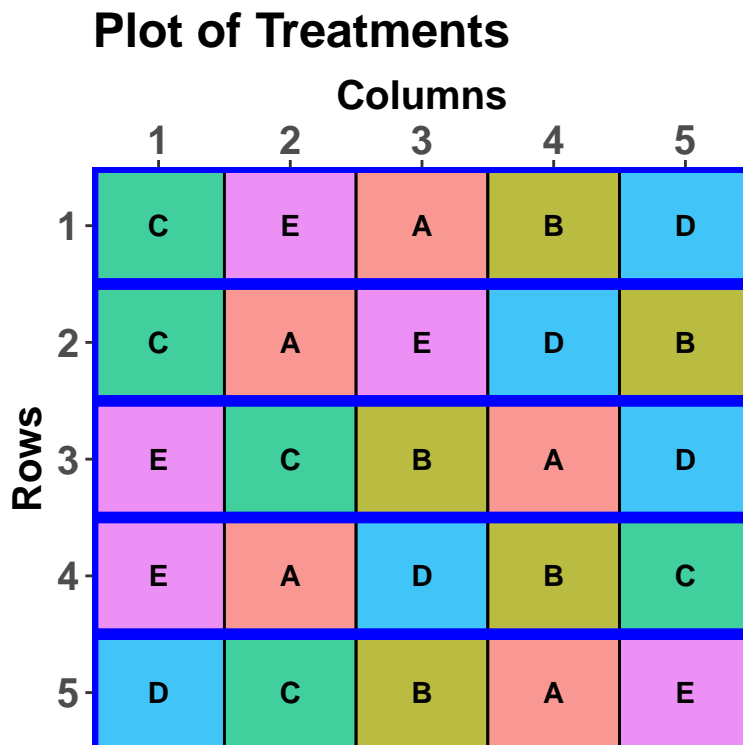 Plot of Treatments
Columns
1 2 3 4 5
1 C E A B D
2 C A E D B
Rows
3 E C B A D
4 E A D B C
5 D C B A E